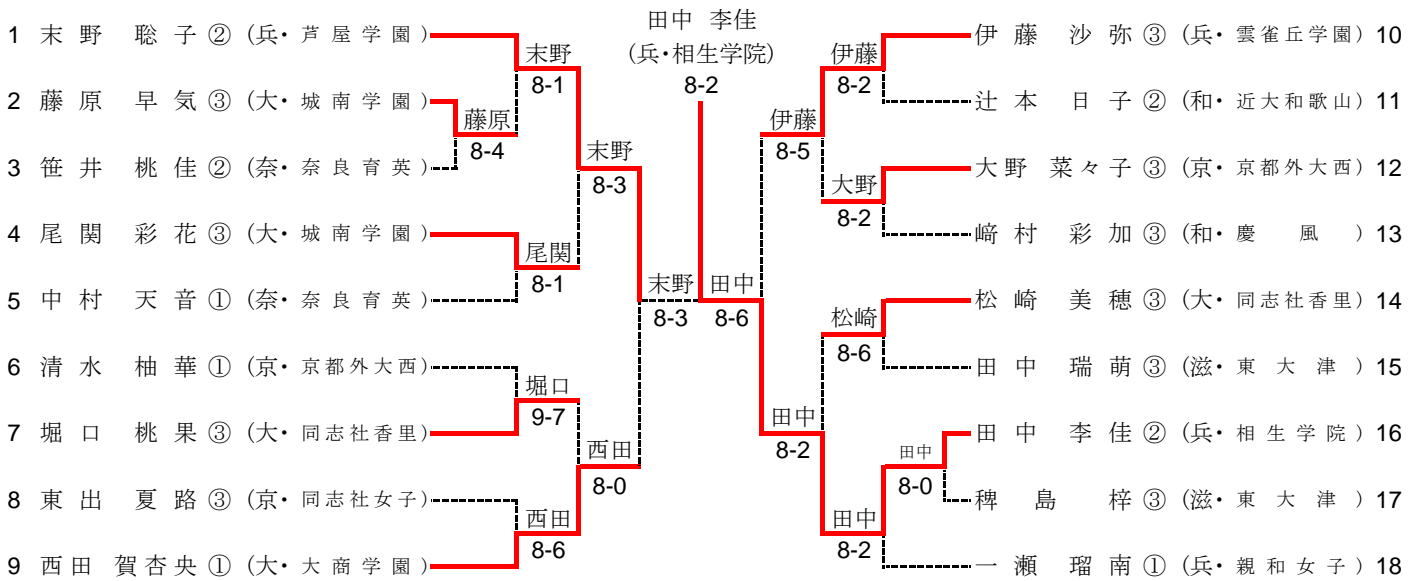 田中 李佳
(兵・相生学院)
8-2
1 末野 聡子 ② (兵・芦屋学園)
2 藤原 早気 ③ (大・城南学園)
3 笹井 桃佳 ② (奈・奈良育英)
4 尾関 彩花 ③ (大・城南学園)
5 中村 天音 ① (奈・奈良育英)
6 清水 柚華 ① (京・京都外大西)
7 堀口 桃果 ③ (大・同志社香里)
8 東出 夏路 ③ (京・同志社女子)
9 西田 賀杏央 ① (大・大商学園)
末野
8-1
藤原
8-4
末野
8-3
尾関
8-1
堀口
9-7
西田
8-0
西田
8-6
末野
8-3
田中
8-6
伊藤
8-2
伊藤
8-5
大野
8-2
松崎
8-6
田中
8-2
田中
8-0
田中
8-2
伊藤 沙弥 ③ (兵・雲雀丘学園) 10
辻本 日子 ② (和・近大和歌山) 11
大野 菜々子 ③ (京・京都外大西) 12
﨑村 彩加 ③ (和・慶風) 13
松崎 美穂 ③ (大・同志社香里) 14
田中 瑞萌 ③ (滋・東大津) 15
田中 李佳 ② (兵・相生学院) 16
稗島 梓 ③ (滋・東大津) 17
一瀬 瑠南 ① (兵・親和女子) 18